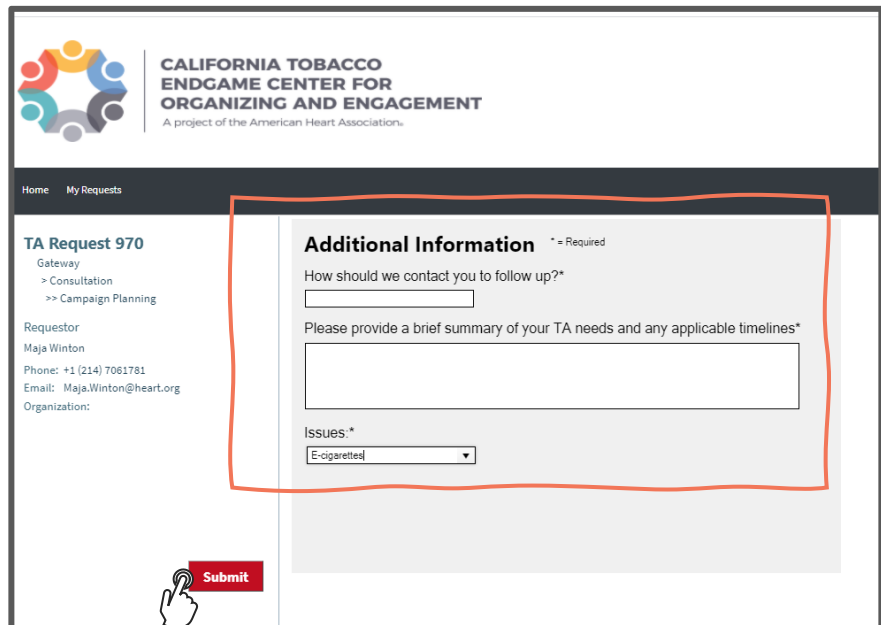 CALIFORNIA TOBACCO
ENDGAME CENTER FOR
ORGANIZING AND ENGAGEMENT
A project of the American Heart Association®
Home My Requests
TA Request 970
Gateway
> Consultation
>> Campaign Planning
Requestor
Maja Winton
Phone: +1 (214) 7061781
Email: Maja.Winton@heart.org
Organization:
Submit
Additional Information * = Required
How should we contact you to follow up?*
Please provide a brief summary of your TA needs and any applicable timelines*
Issues:*
E-cigarettes